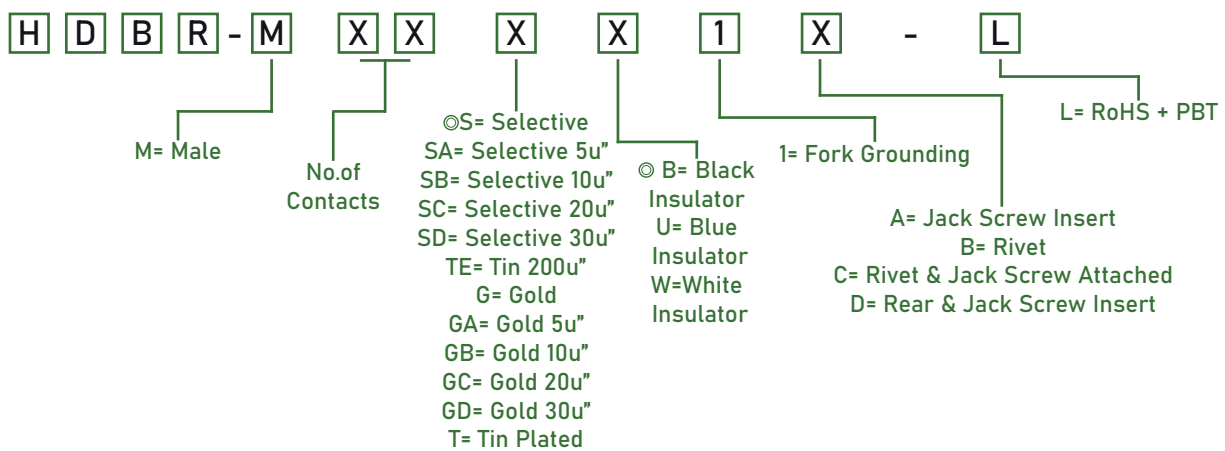 H D B R - M X X X X 1 X - L
M= Male
No.of
Contacts
◎S= Selective
SA= Selective 5u”
SB= Selective 10u”
SC= Selective 20u”
SD= Selective 30u”
TE= Tin 200u”
G= Gold
GA= Gold 5u”
GB= Gold 10u”
GC= Gold 20u”
GD= Gold 30u”
T= Tin Plated
◎ B= Black
Insulator
U= Blue
Insulator
W=White
Insulator
1= Fork Grounding
A= Jack Screw Insert
B= Rivet
C= Rivet & Jack Screw Attached
D= Rear & Jack Screw Insert
L= RoHS + PBT